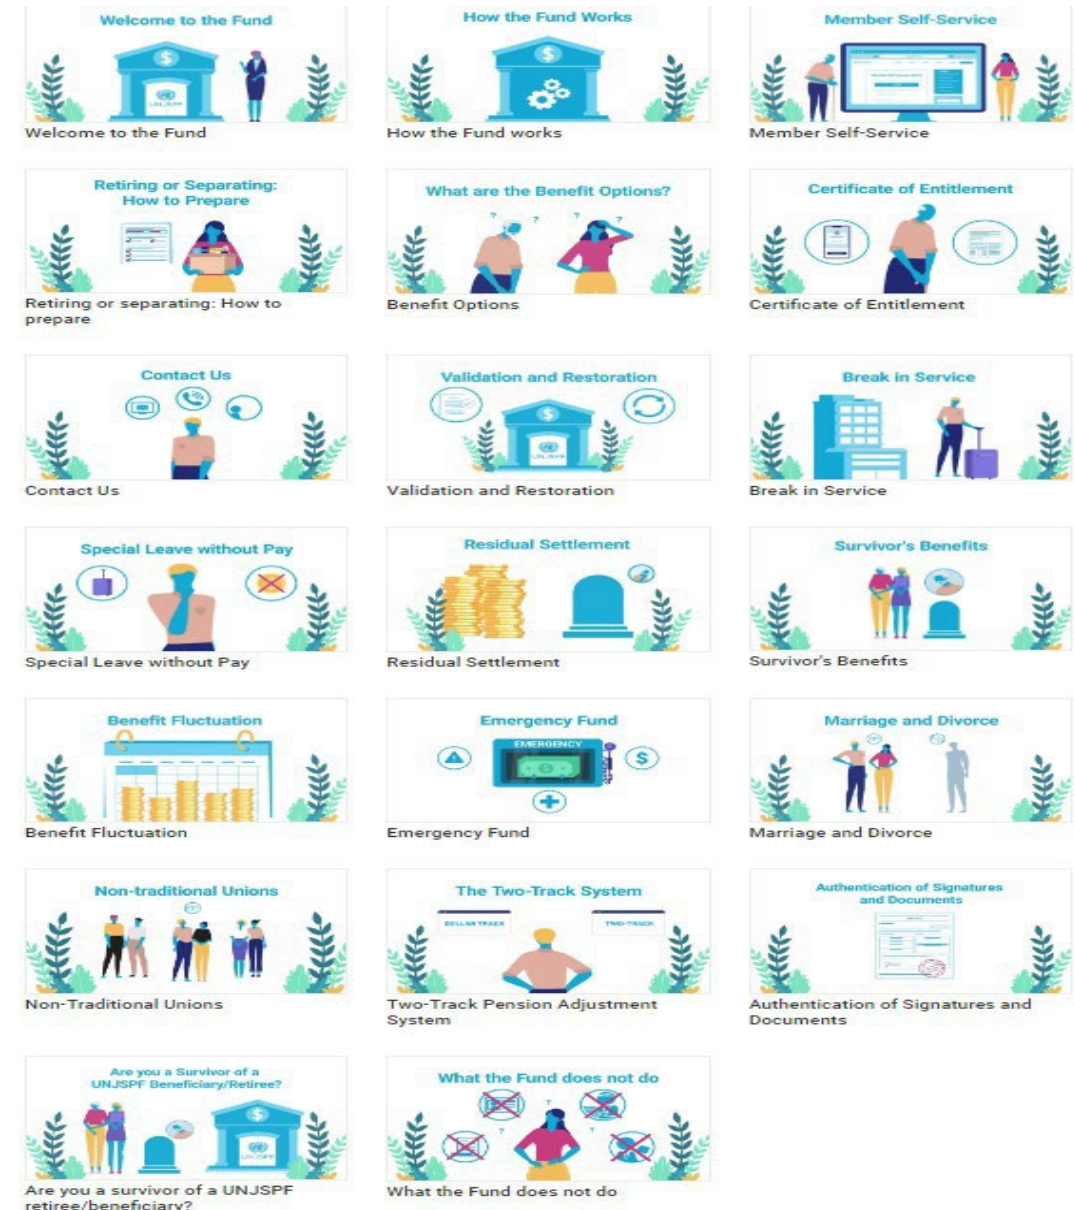 Welcome to the Fund
UNJSPF
Welcome to the Fund
How the Fund Works
How the Fund works
Member Self-Service
Member Self-Service
Retiring or Separating:
How to Prepare
Retiring or separating: How to
prepare
What are the Benefit Options?
? ? ? ?
Benefit Options
Certificate of Entitlement
Certificate of Entitlement
Contact Us
Contact Us
Validation and Restoration
UNJSPF
Validation and Restoration
Break in Service
Break in Service
Special Leave without Pay
Special Leave without Pay
Residual Settlement
Residual Settlement
Survivor's Benefits
Survivor's Benefits
Benefit Fluctuation
Benefit Fluctuation
Emergency Fund
EMERGENCY
Emergency Fund
Marriage and Divorce
Marriage and Divorce
Non-traditional Unions
Non-Traditional Unions
The Two-Track System
DOLLAR TRACK
TWO-TRACK
Two-Track Pension Adjustment
System
Authentication of Signatures
and Documents
Authentication of Signatures and
Documents
Are you a Survivor of a
UNJSPF Beneficiary/Retiree?
UNJSPF
Are you a survivor of a UNJSPF
retiree/beneficiary?
What the Fund does not do
What the Fund does not do